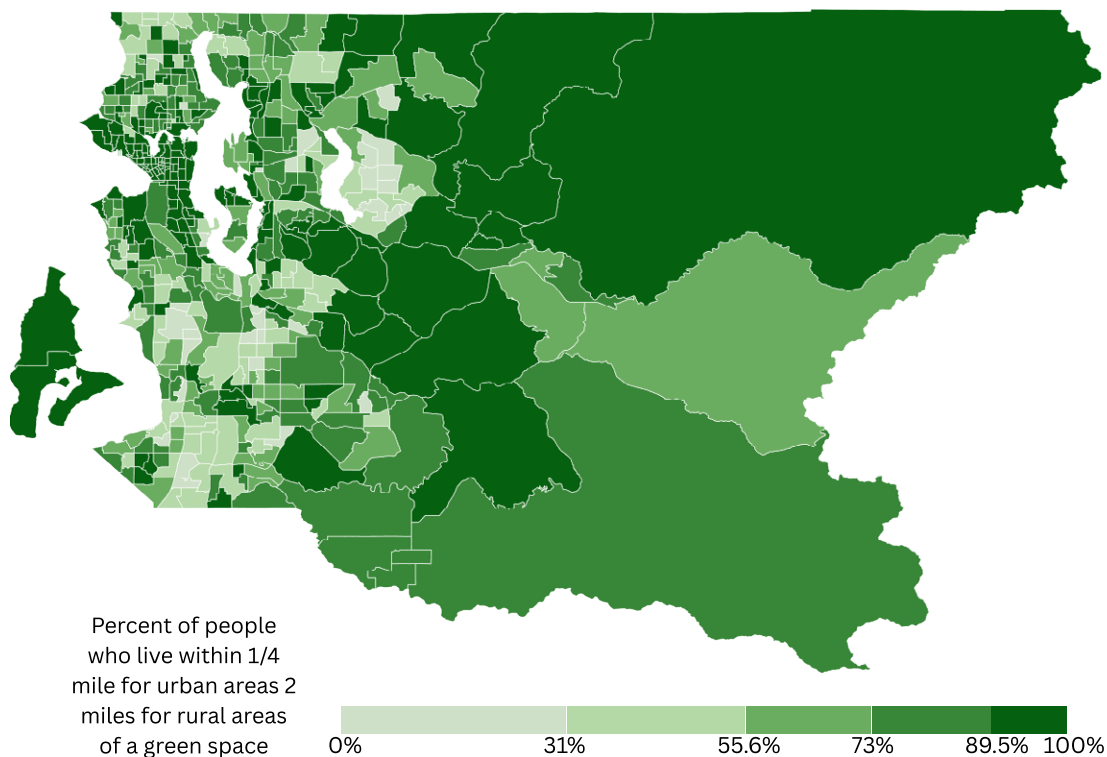 Percent of people
who live within 1/4
mile for urban areas 2
miles for rural areas
of a green space
0% 31% 55.6% 73% 89.5% 100%